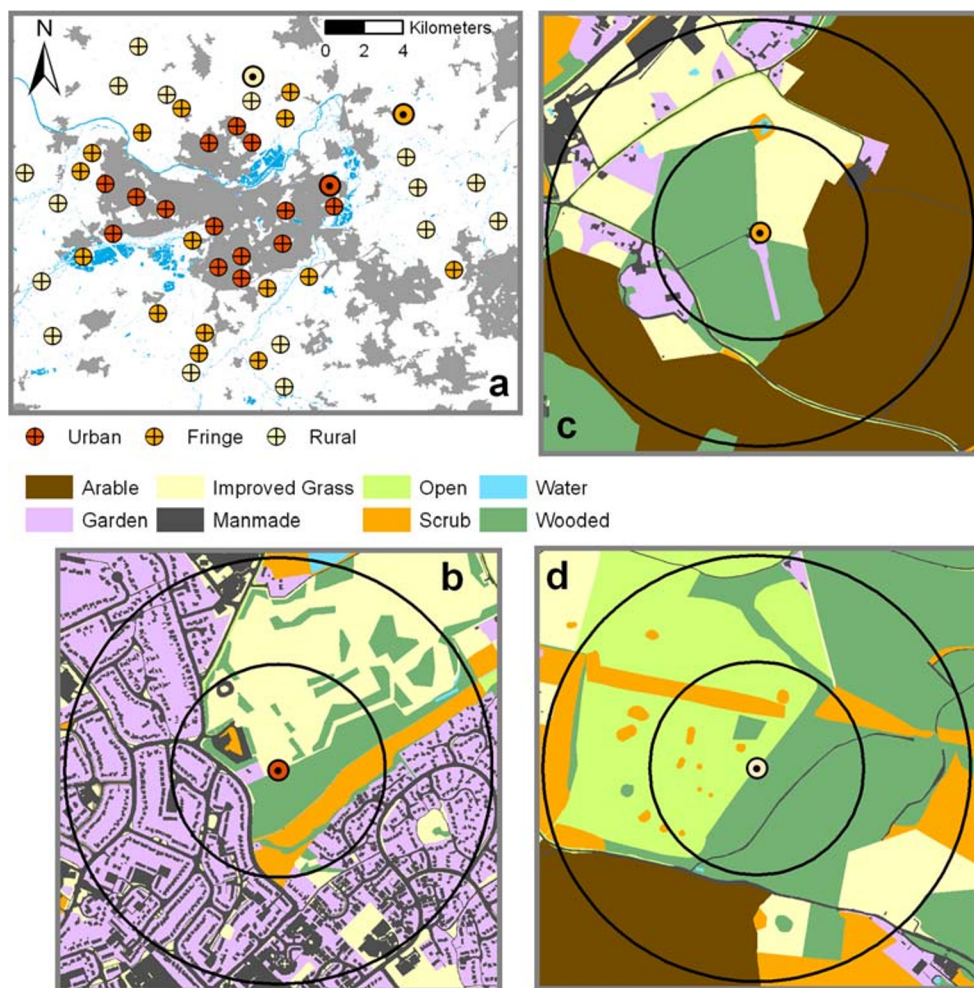 N
Kilometers
0 2 4
a
c
Urban Fringe Rural
Arable Improved Grass Open Water
Garden Manmade Scrub Wooded
b
d